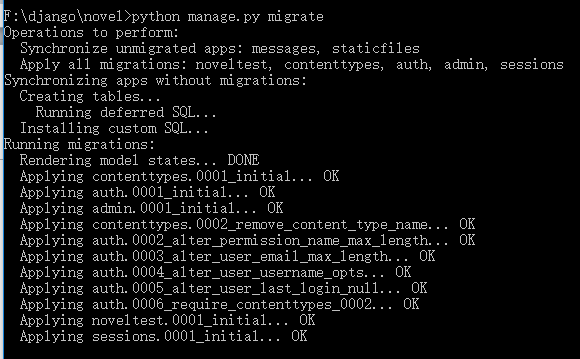 F:\django\novel>python manage.py migrate
Operations to perform:
  Synchronize unmigrated apps: messages, staticfiles
  Apply all migrations: noveltest, contenttypes, auth, admin, sessions
Synchronizing apps without migrations:
  Creating tables...
    Running deferred SQL...
  Installing custom SQL...
Running migrations:
  Rendering model states... DONE
  Applying contenttypes.0001_initial... OK
  Applying auth.0001_initial... OK
  Applying admin.0001_initial... OK
  Applying contenttypes.0002_remove_content_type_name... OK
  Applying auth.0002_alter_permission_name_max_length... OK
  Applying auth.0003_alter_user_email_max_length... OK
  Applying auth.0004_alter_user_username_opts... OK
  Applying auth.0005_alter_user_last_login_null... OK
  Applying auth.0006_require_contenttypes_0002... OK
  Applying noveltest.0001_initial... OK
  Applying sessions.0001_initial... OK